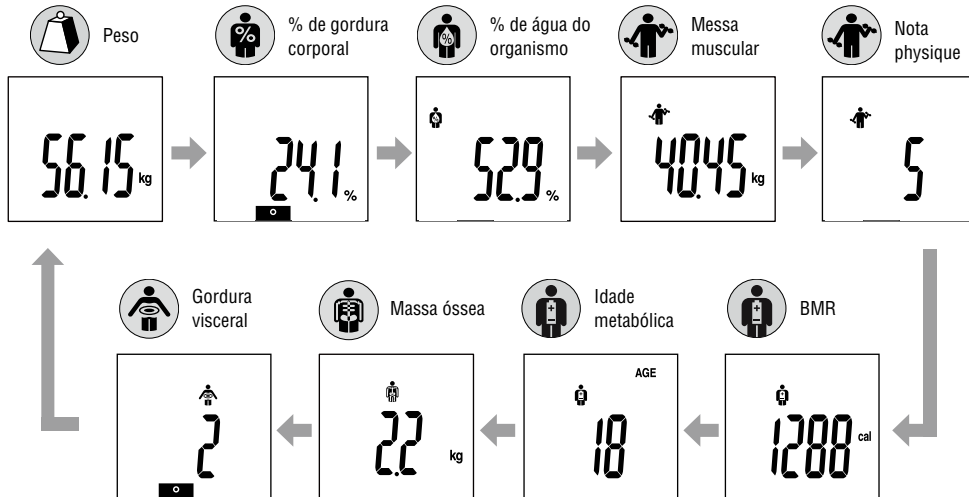 Peso
% de gordura
corporal
% de água do
organismo
Messa
muscular
Nota
physique
56.15 kg
24.1 %
52.9 %
40.45 kg
5
Gordura
visceral
Massa óssea
Idade
metabólica
BMR
2
2.2 kg
AGE
18
1288 cal